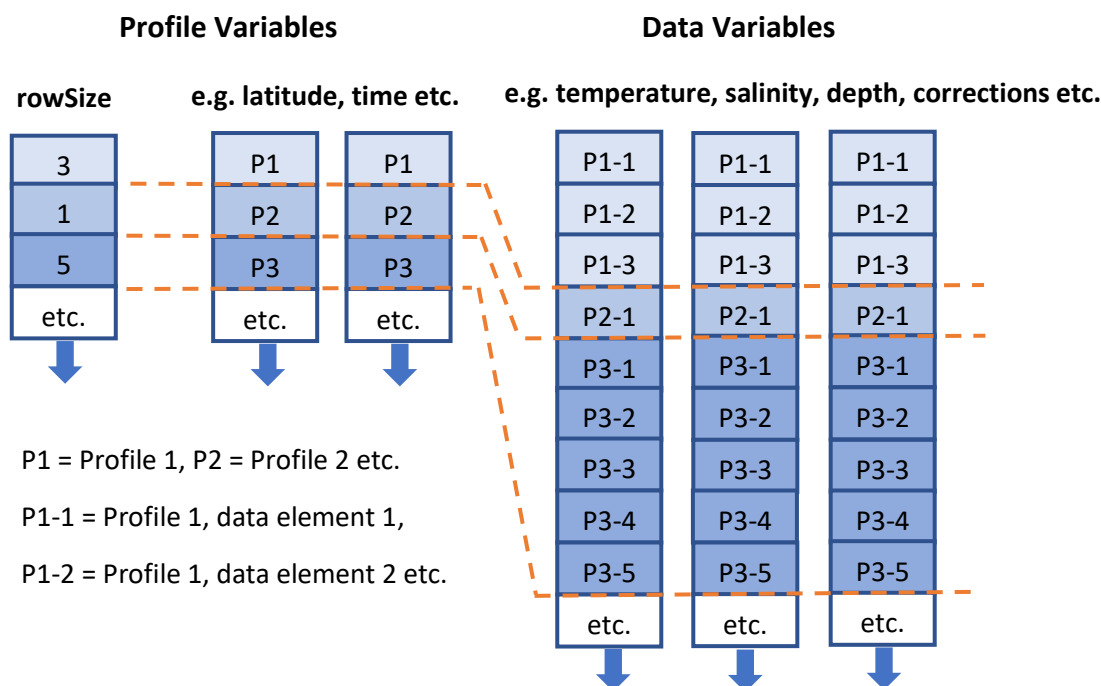 Profile Variables
Data Variables
rowSize
e.g. latitude, time etc.
e.g. temperature, salinity, depth, corrections etc.
3
1
5
etc.
P1
P2
P3
etc.
P1
P2
P3
etc.
P1-1
P1-2
P1-3
P2-1
P3-1
P3-2
P3-3
P3-4
P3-5
etc.
P1-1
P1-2
P1-3
P2-1
P3-1
P3-2
P3-3
P3-4
P3-5
etc.
P1-1
P1-2
P1-3
P2-1
P3-1
P3-2
P3-3
P3-4
P3-5
etc.
P1 = Profile 1, P2 = Profile 2 etc.
P1-1 = Profile 1, data element 1,
P1-2 = Profile 1, data element 2 etc.